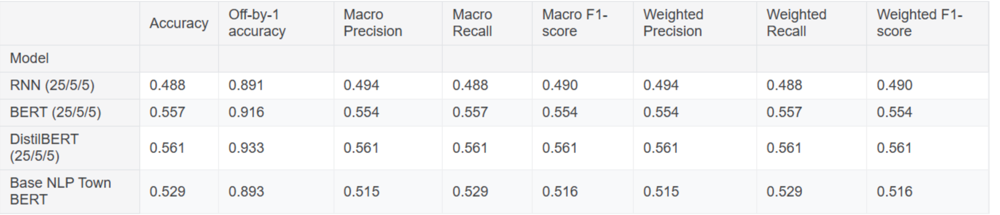 Accuracy Off-by-1 accuracy Macro Precision Macro Recall Macro F1-score Weighted Precision Weighted Recall Weighted F1-score
Model
RNN (25/5/5) 0.488 0.891 0.494 0.488 0.490 0.494 0.488 0.490
BERT (25/5/5) 0.557 0.916 0.554 0.557 0.554 0.554 0.557 0.554
DistilBERT (25/5/5) 0.561 0.933 0.561 0.561 0.561 0.561 0.561 0.561
Base NLP Town BERT 0.529 0.893 0.515 0.529 0.516 0.515 0.529 0.516